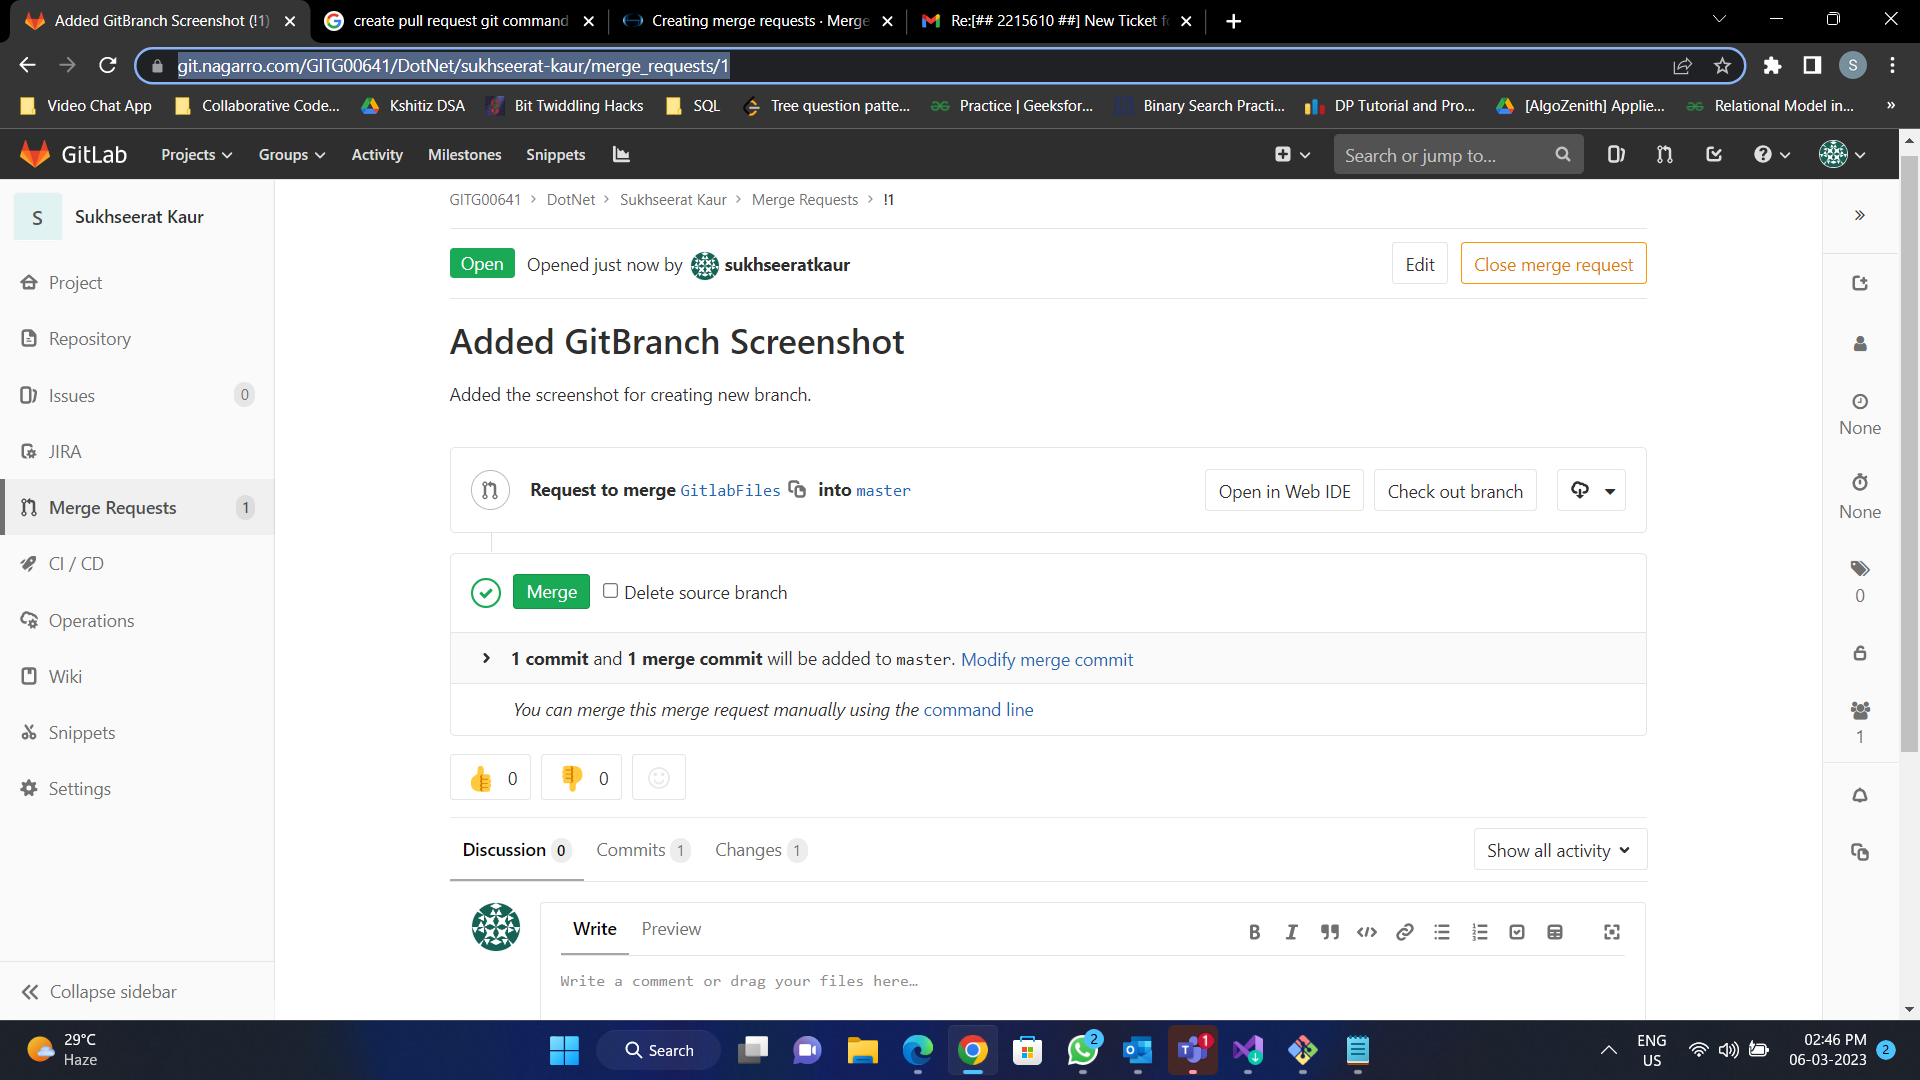 Added GitBranch Screenshot (!1)
create pull request git command
Creating merge requests · Merge
Re:[## 2215610 ##] New Ticket f
git.nagarro.com/GITG00641/DotNet/sukhseerat-kaur/merge_requests/1
S
Video Chat App
Collaborative Code...
Kshitiz DSA
Bit Twiddling Hacks
SQL
Tree question patte...
Practice | Geeksfor...
Binary Search Practi...
DP Tutorial and Pro...
[AlgoZenith] Applie...
Relational Model in...
»
GitLab
Projects
Groups
Activity
Milestones
Snippets
Search or jump to...
S
Sukhseerat Kaur
Project
Repository
Issues 0
JIRA
Merge Requests 1
CI / CD
Operations
Wiki
Snippets
Settings
Collapse sidebar
GITG00641 > DotNet > Sukhseerat Kaur > Merge Requests > !1
Open Opened just now by sukhseeratkaur
Edit
Close merge request
Added GitBranch Screenshot
Added the screenshot for creating new branch.
Request to merge GitlabFiles into master
Open in Web IDE
Check out branch
Merge
Delete source branch
1 commit and 1 merge commit will be added to master. Modify merge commit
You can merge this merge request manually using the command line
0
0
Discussion 0
Commits 1
Changes 1
Show all activity
Write
Preview
Write a comment or drag your files here…
None
None
0
1
29°C
Haze
Search
2
1
ENG
US
02:46 PM
06-03-2023
2